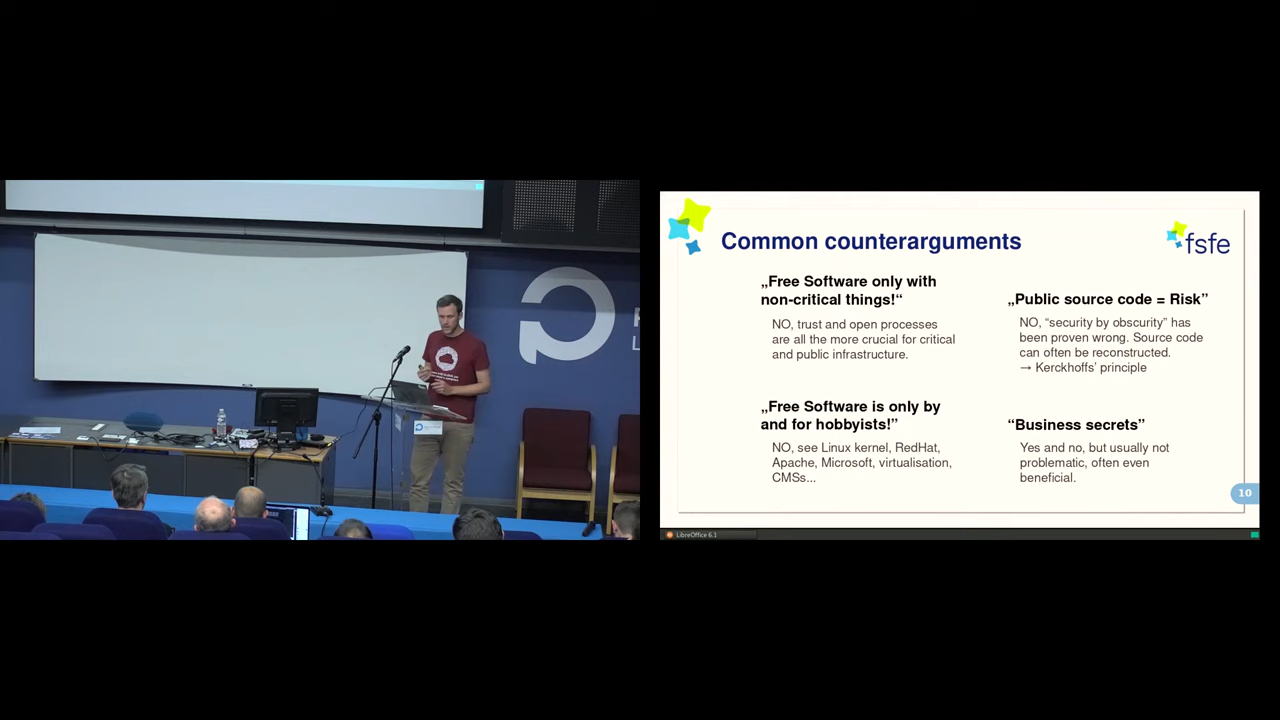 Common counterarguments
fsfe
„Free Software only with
non-critical things!“
NO, trust and open processes
are all the more crucial for critical
and public infrastructure.
„Public source code = Risk”
NO, “security by obscurity” has
been proven wrong. Source code
can often be reconstructed.
→ Kerckhoffs’ principle
„Free Software is only by
and for hobbyists!”
NO, see Linux kernel, RedHat,
Apache, Microsoft, virtualisation,
CMSs...
“Business secrets”
Yes and no, but usually not
problematic, often even
beneficial.
10
LibreOffice 6.1